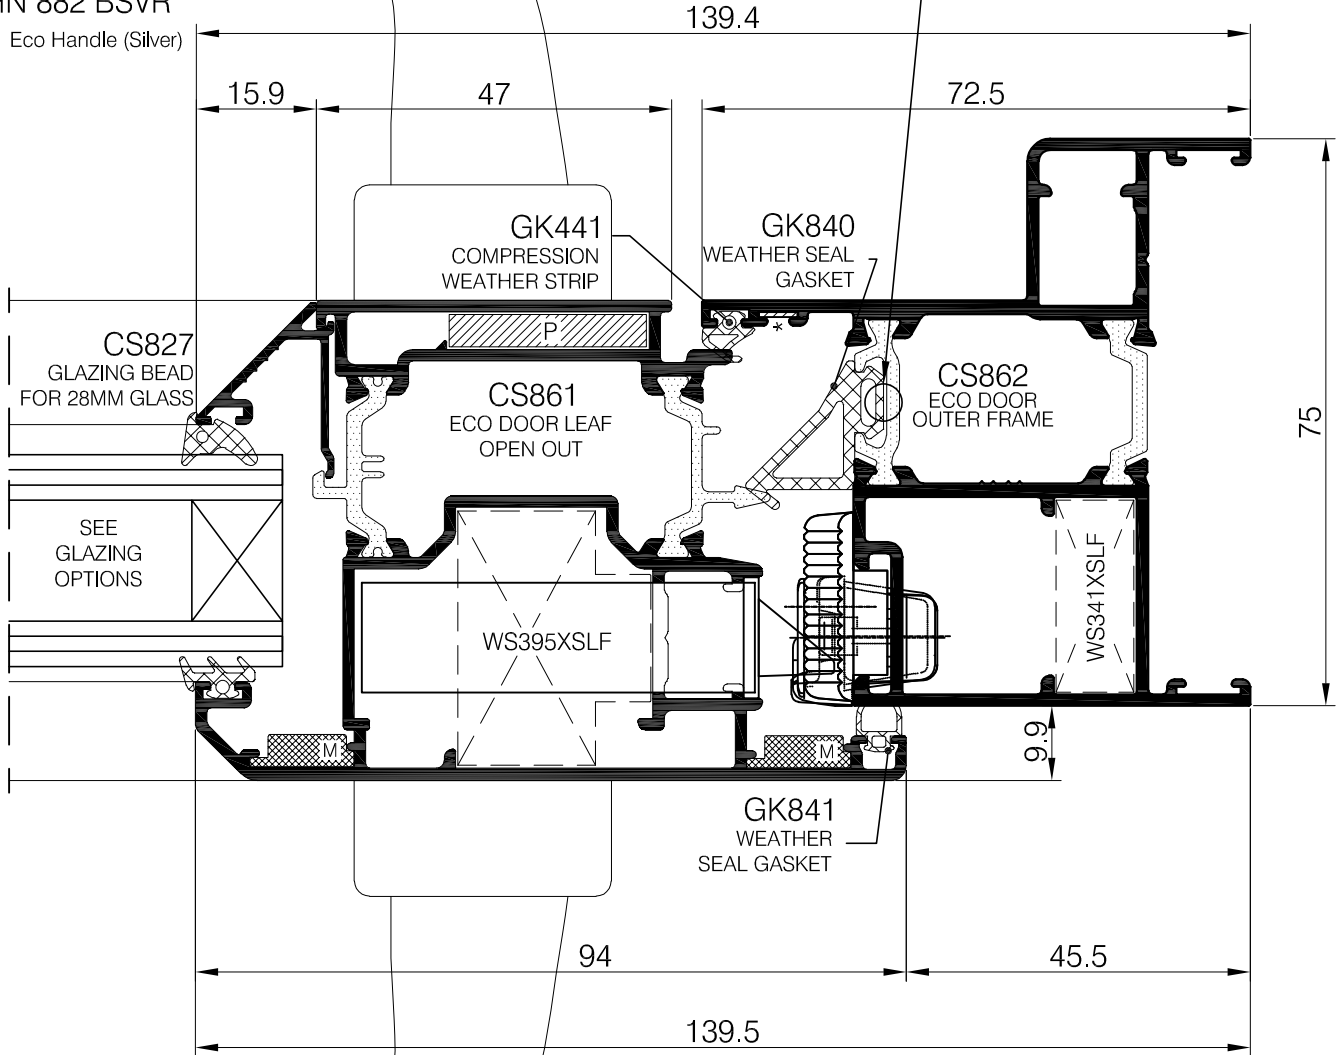 882 BSVR
Eco Handle (Silver)
139.4
15.9
47
72.5
GK441
COMPRESSION
WEATHER STRIP
GK840
WEATHER SEAL
GASKET
P
*
CS827
GLAZING BEAD
FOR 28MM GLASS
CS861
ECO DOOR LEAF
OPEN OUT
CS862
ECO DOOR
OUTER FRAME
75
SEE
GLAZING
OPTIONS
WS395XSLF
WS341XSLF
M
M
9.9
GK841
WEATHER
SEAL GASKET
94
45.5
139.5